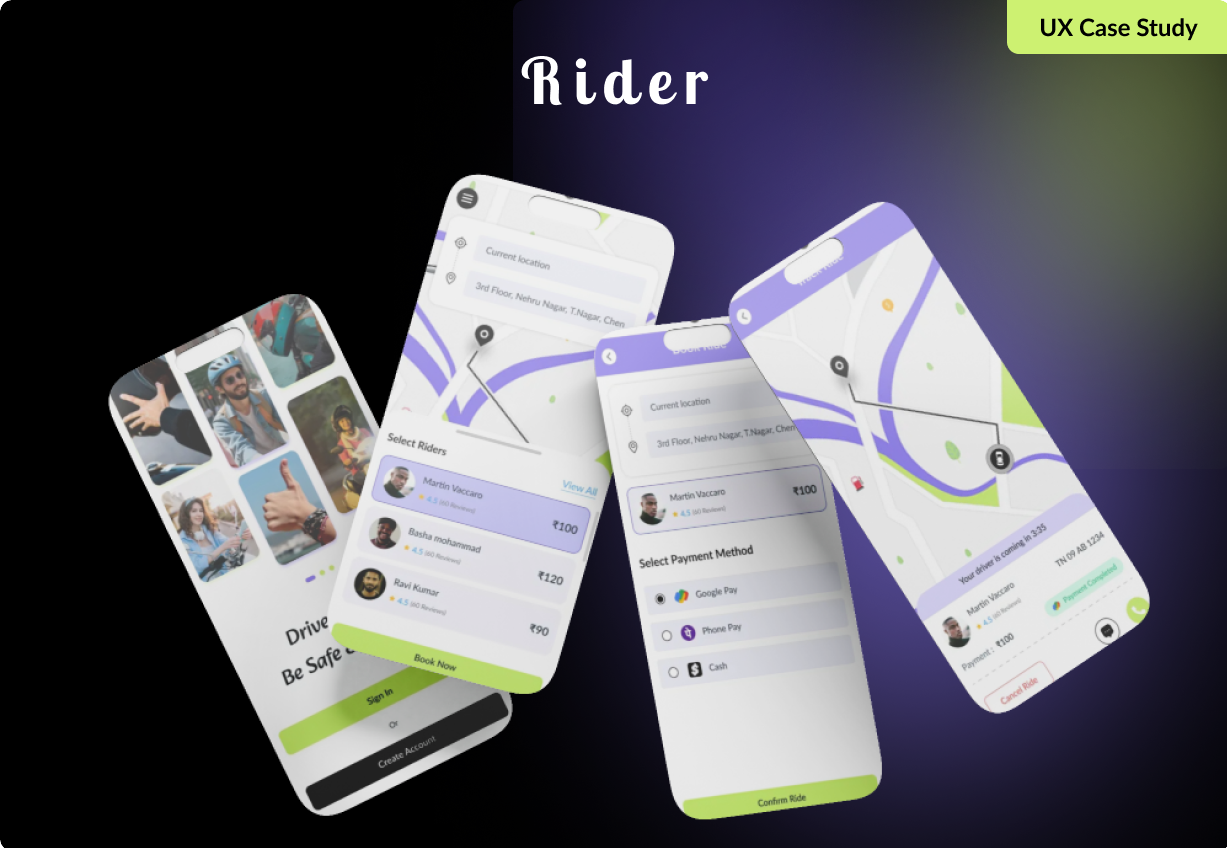 UX Case Study
Rider
Drive
Be Safe
Sign In
Or
Create Account
Current location
3rd Floor, Nehru Nagar, T.Nagar, Chen
Select Riders
View All
Martin Vaccaro
4.5 (60 Reviews)
₹100
Basha mohammad
4.5 (60 Reviews)
₹120
Ravi Kumar
4.5 (60 Reviews)
₹90
Book Now
Book Ride
Current location
3rd Floor, Nehru Nagar, T.Nagar, Chen
Martin Vaccaro
4.5 (60 Reviews)
₹100
Select Payment Method
Google Pay
Phone Pay
Cash
Confirm Ride
Your driver is coming in 3:35
Martin Vaccaro
4.5 (60 Reviews)
TN 09 AB 1234
Payment : ₹100
Payment Completed
Cancel Ride